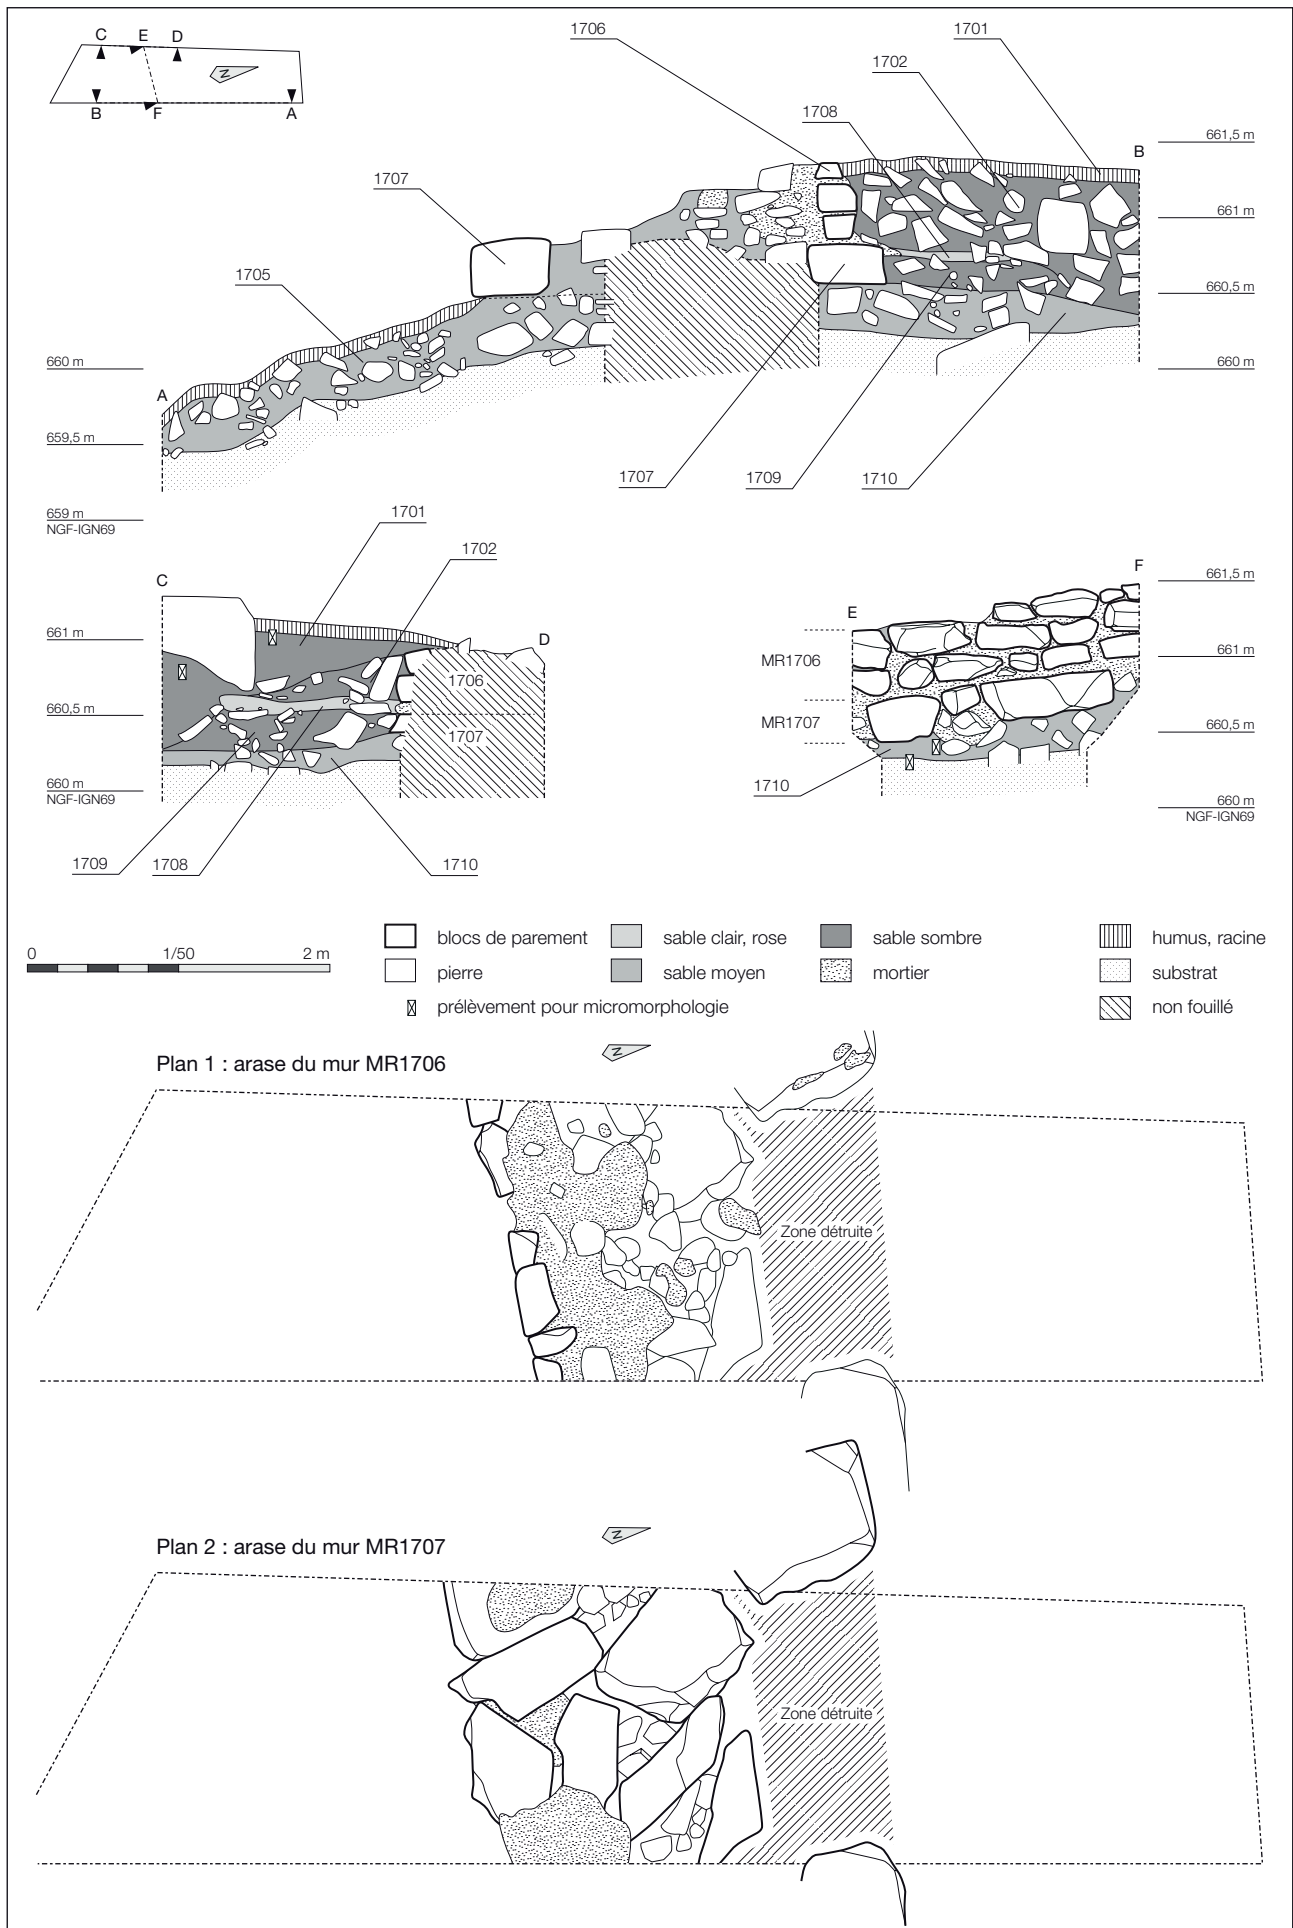 C E D
N
B F A
1706
1701
1702
1708
661,5 m
B
1707
661 m
1705
660,5 m
660 m
660 m
A
659,5 m
1707
1709
1710
659 m
NGF-IGN69
1701
1702
C
F
661,5 m
E
661 m
D
MR1706
661 m
1706
660,5 m
MR1707
660,5 m
1707
1710
660 m
NGF-IGN69
660 m
NGF-IGN69
1709
1708
1710
blocs de parement
sable clair, rose
sable sombre
humus, racine
0 1/50 2 m
pierre
sable moyen
mortier
substrat
prélèvement pour micromorphologie
non fouillé
Plan 1 : arase du mur MR1706
N
Zone détruite
Plan 2 : arase du mur MR1707
N
Zone détruite